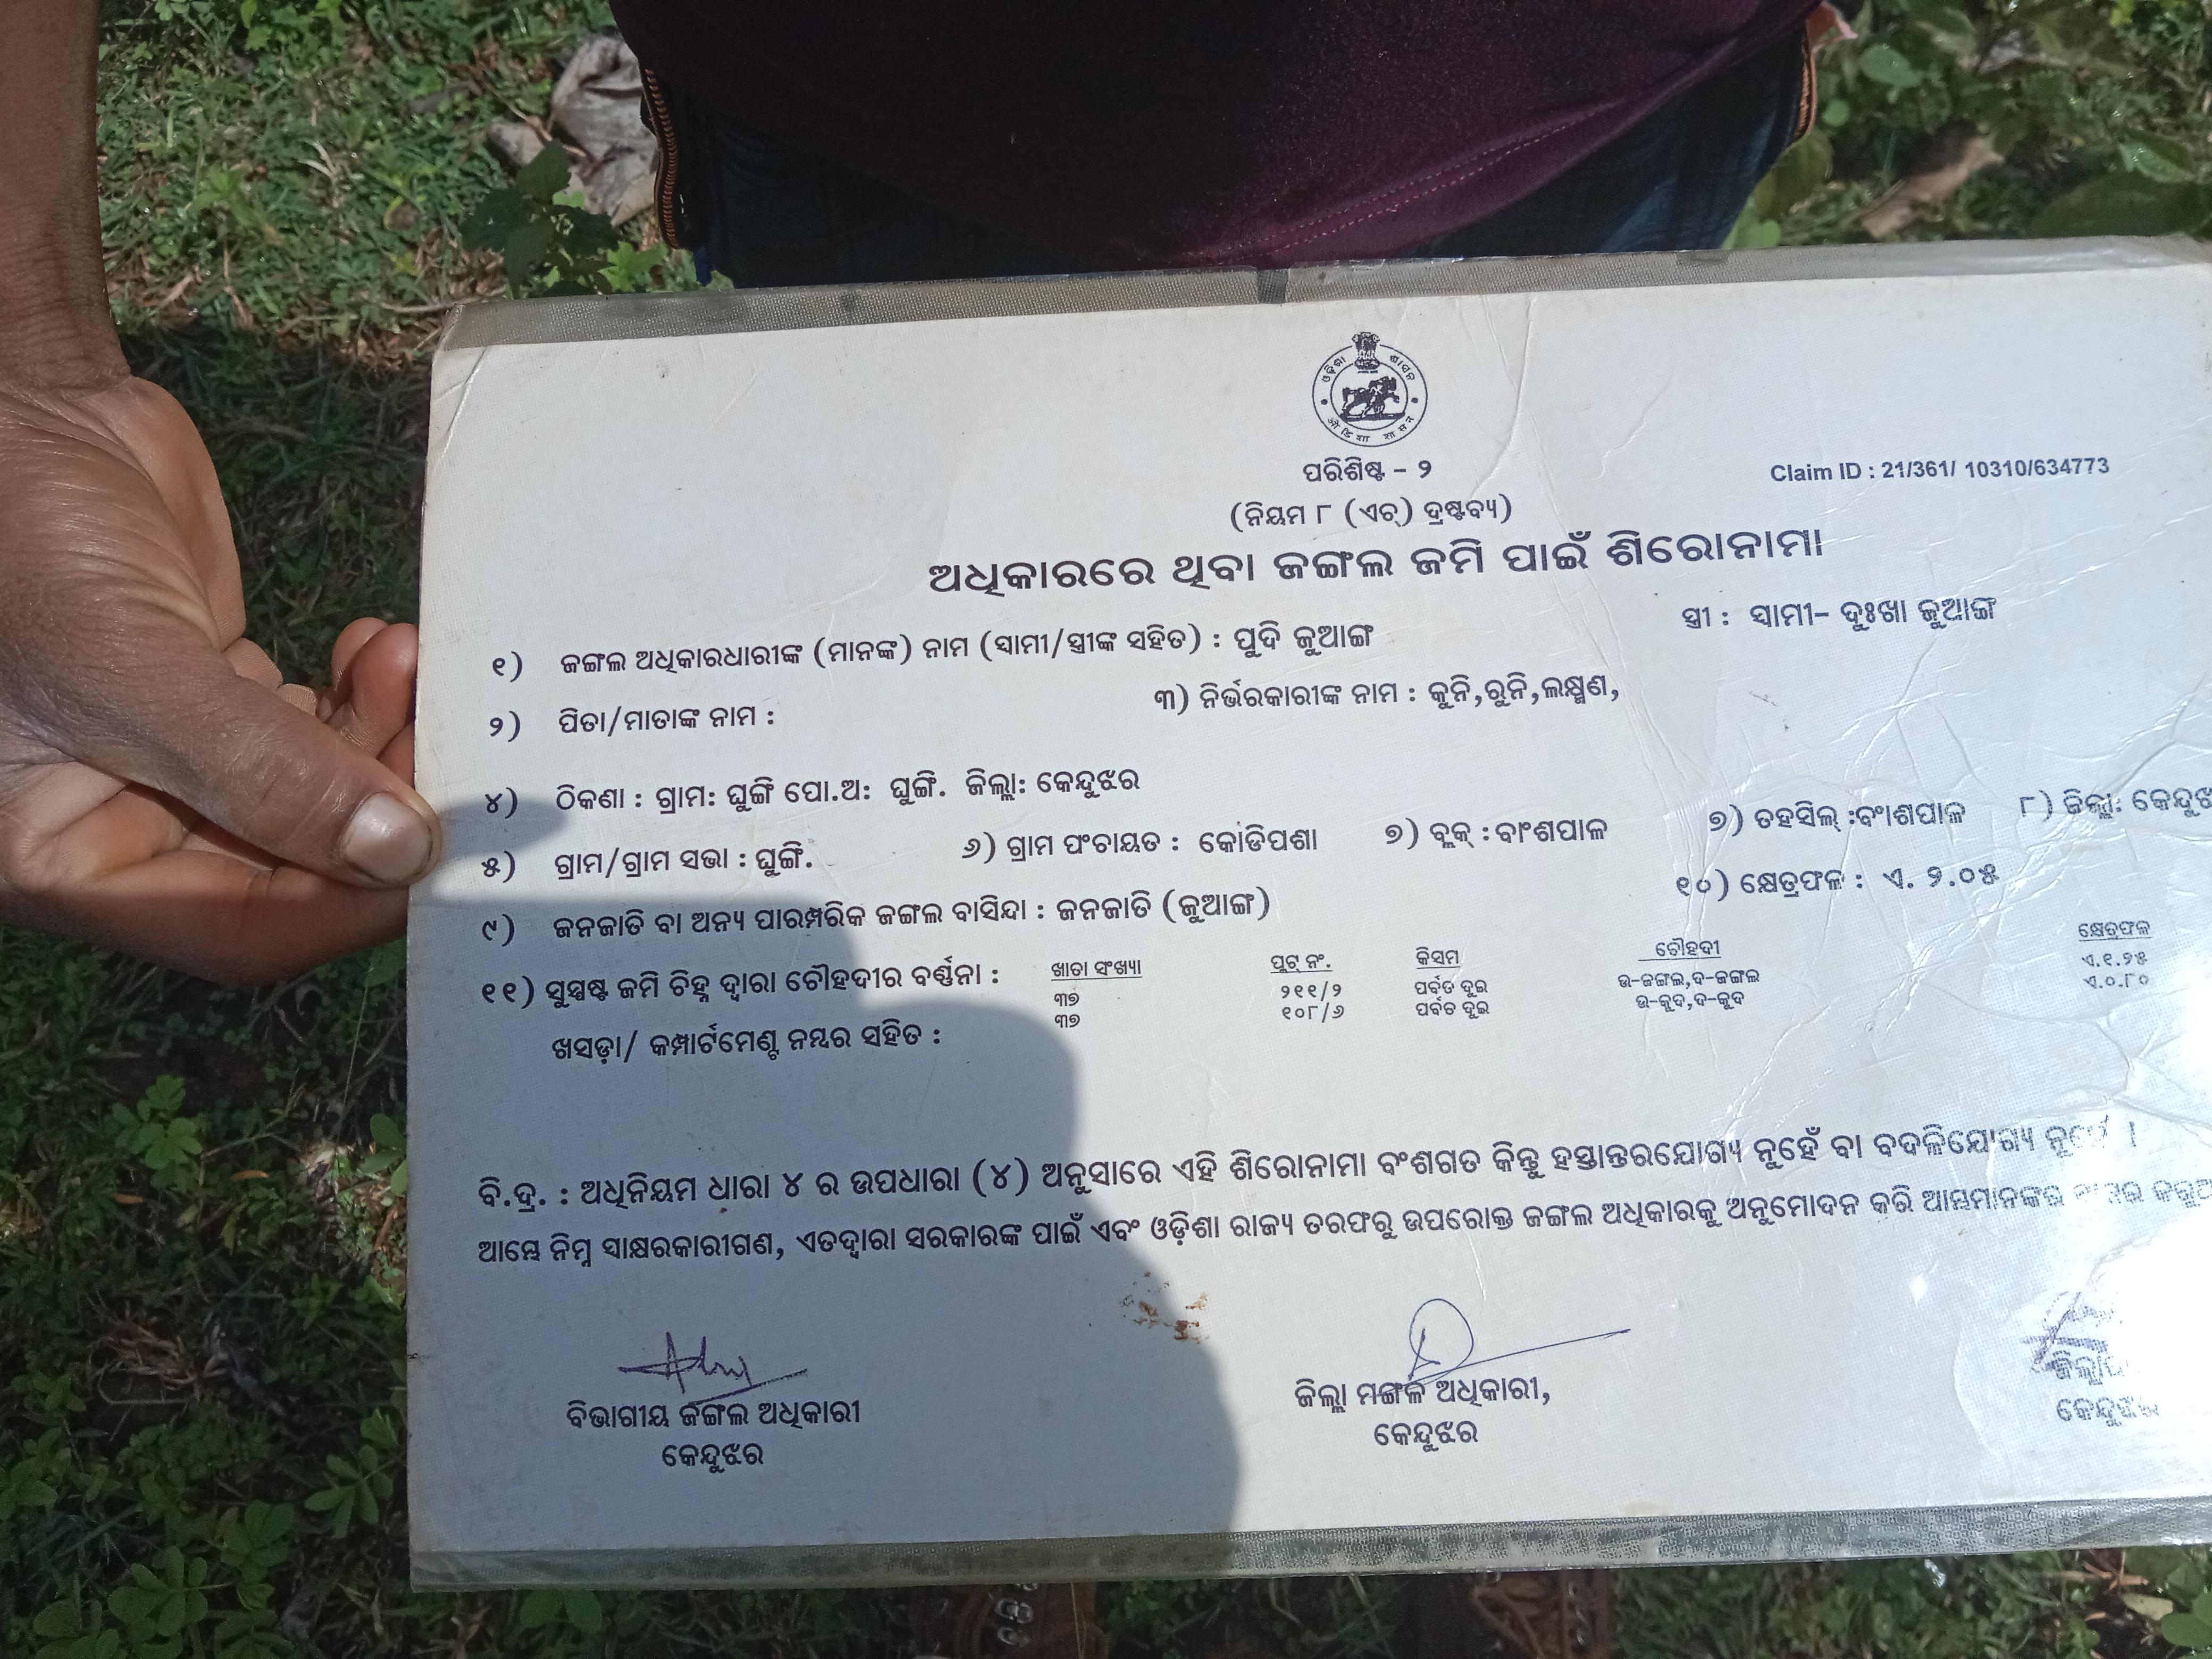 ଓଡ଼ିଶା ଶାସନ
ओडिशा शासन
ପରିଶିଷ୍ଟ - ୨
Claim ID : 21/361/ 10310/634773
(ନିୟମ ୮ (ଏଚ୍) ଦ୍ରଷ୍ଟବ୍ୟ)
ଅଧିକାରରେ ଥିବା ଜଙ୍ଗଲ ଜମି ପାଇଁ ଶିରୋନାମା
୧) ଜଙ୍ଗଲ ଅଧିକାରଧାରୀଙ୍କ (ମାନଙ୍କ) ନାମ (ସ୍ୱାମୀ/ସ୍ତ୍ରୀଙ୍କ ସହିତ) : ପୁଦି ଜୁଆଙ୍ଗ ସ୍ତ୍ରୀ : ସ୍ୱାମୀ- ଦୁଃଖା ଜୁଆଙ୍ଗ
୨) ପିତା/ମାତାଙ୍କ ନାମ : ୩) ନିର୍ଭରକାରୀଙ୍କ ନାମ : କୁନି,ରୁନି,ଲକ୍ଷ୍ମଣ,
୪) ଠିକଣା : ଗ୍ରାମ: ଘୁଙ୍ଗି ପୋ.ଅ: ଘୁଙ୍ଗି. ଜିଲ୍ଲା: କେନ୍ଦୁଝର
୫) ଗ୍ରାମ/ଗ୍ରାମ ସଭା : ଘୁଙ୍ଗି. ୬) ଗ୍ରାମ ପଂଚାୟତ : କୋଡିପଶା ୭) ବ୍ଲକ୍ : ବାଂଶପାଳ ୭) ତହସିଲ୍ :ବାଂଶପାଳ ୮) ଜିଲ୍ଲା:
୯) ଜନଜାତି ବା ଅନ୍ୟ ପାରମ୍ପରିକ ଜଙ୍ଗଲ ବାସିନ୍ଦା : ଜନଜାତି (ଜୁଆଙ୍ଗ) ୧୦) କ୍ଷେତ୍ରଫଳ : ଏ. ୨.୦୫
୧୧) ସୁସ୍ପଷ୍ଟ ଜମି ଚିହ୍ନ ଦ୍ୱାରା ଚୌହଦୀର ବର୍ଣ୍ଣନା : ଖାତା ସଂଖ୍ୟା ପ୍ଲଟ୍ ନଂ. କିସମ ଚୌହଦୀ କ୍ଷେତ୍ରଫଳ
୩୭ ୨୧୧/୨ ପର୍ବତ ଦୁଇ ଉ-ଜଙ୍ଗଲ,ଦ-ଜଙ୍ଗଲ ଏ.୧.୨୫
୩୭ ୧୦୮/୬ ପର୍ବତ ଦୁଇ ଉ-କୁଦ,ଦ-କୁଦ ଏ.୦.୮୦
ଖସଡ଼ା/ କମ୍ପାର୍ଟମେଣ୍ଟ ନମ୍ବର ସହିତ :
ବି.ଦ୍ର. : ଅଧିନିୟମ ଧାରା ୪ ର ଉପଧାରା (୪) ଅନୁସାରେ ଏହି ଶିରୋନାମା ବଂଶଗତ କିନ୍ତୁ ହସ୍ତାନ୍ତରଯୋଗ୍ୟ ନୁହେଁ ବା ବଦଳିଯୋଗ୍ୟ ନୁହେଁ ।
ଆମ୍ଭେ ନିମ୍ନ ସାକ୍ଷରକାରୀଗଣ, ଏତଦ୍ୱାରା ସରକାରଙ୍କ ପାଇଁ ଏବଂ ଓଡ଼ିଶା ରାଜ୍ୟ ତରଫରୁ ଉପରୋକ୍ତ ଜଙ୍ଗଲ ଅଧିକାରକୁ ଅନୁମୋଦନ କରି ଆମ୍ଭମାନଙ୍କର
ବିଭାଗୀୟ ଜଙ୍ଗଲ ଅଧିକାରୀ
କେନ୍ଦୁଝର
ଜିଲ୍ଲା ମଙ୍ଗଳ ଅଧିକାରୀ,
କେନ୍ଦୁଝର